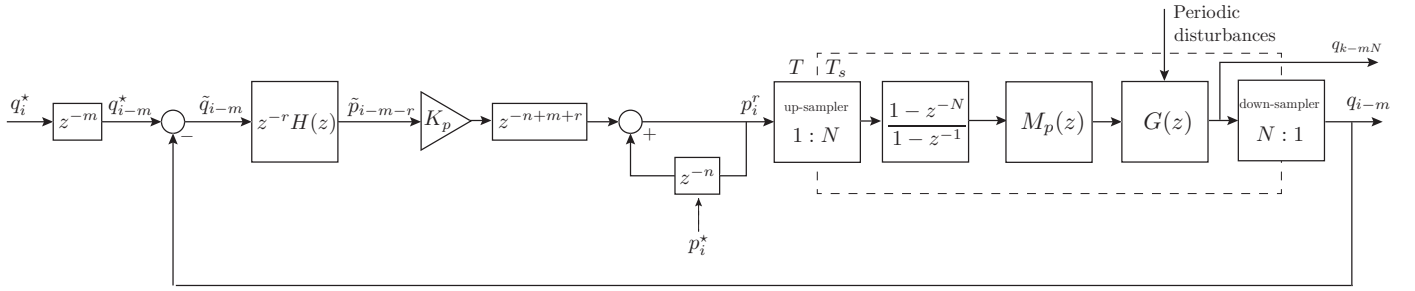 Periodic
disturbances
q_{k-mN}
T
T_s
q_i^⋆
q_{i-m}^⋆
q̃_{i-m}
p̃_{i-m-r}
p_i^r
up-sampler
down-sampler
q_{i-m}
z^{-m}
−
z^{-r}H(z)
K_p
z^{-n+m+r}
+
1 : N
1 − z^{-N}
1 − z^{-1}
M_p(z)
G(z)
N : 1
z^{-n}
p_i^⋆